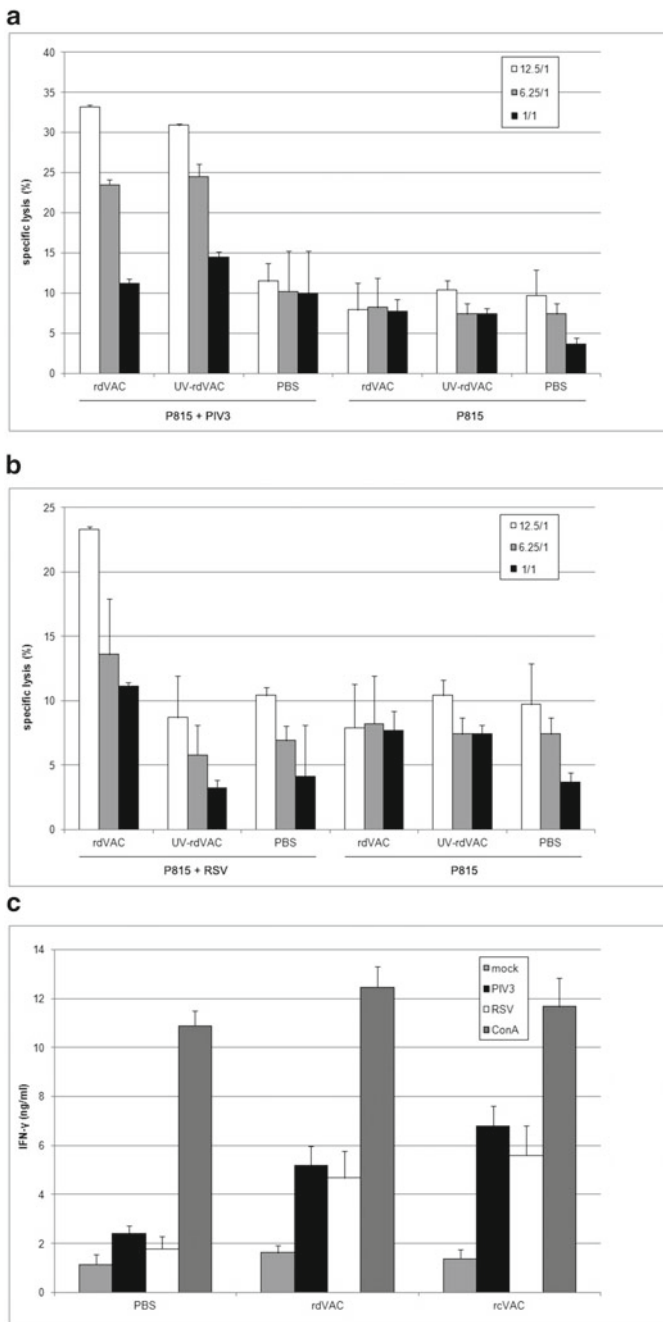 a
40
35
30
25
20
15
10
5
0
specific lysis (%)
12.5/1
6.25/1
1/1
rdVAC UV-rdVAC PBS rdVAC UV-rdVAC PBS
P815 + PIV3 P815
b
25
20
15
10
5
0
specific lysis (%)
12.5/1
6.25/1
1/1
rdVAC UV-rdVAC PBS rdVAC UV-rdVAC PBS
P815 + RSV P815
c
14
12
10
8
6
4
2
0
IFN-γ (ng/ml)
mock
PIV3
RSV
ConA
PBS rdVAC rcVAC